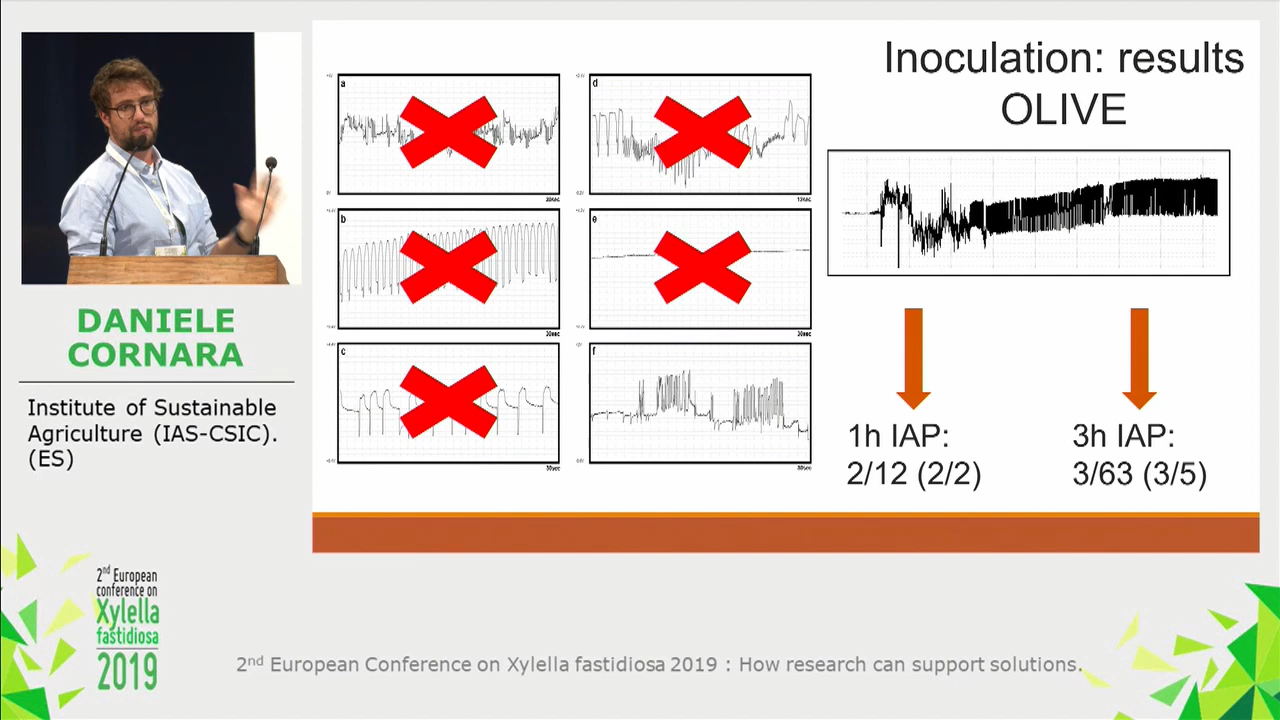 Inoculation: results
OLIVE
a
d
b
e
c
f
30sec
30sec
1h IAP:
2/12 (2/2)
3h IAP:
3/63 (3/5)
DANIELE
CORNARA
Institute of Sustainable
Agriculture (IAS-CSIC).
(ES)
2nd European
conference on
Xylella
fastidiosa
2019
2nd European Conference on Xylella fastidiosa 2019 : How research can support solutions.